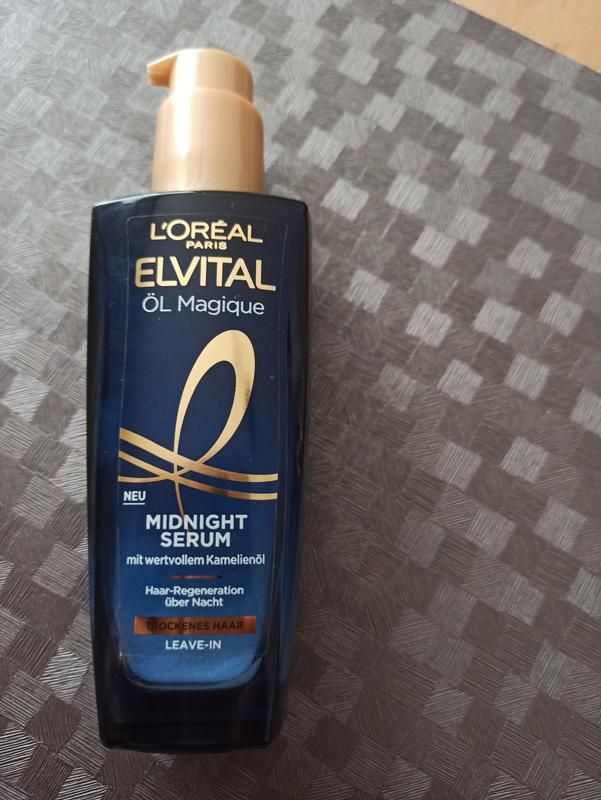 L'ORÉAL
PARIS
ELVITAL
ÖL Magique
NEU
MIDNIGHT
SERUM
mit wertvollem Kamelienöl
Haar-Regeneration
über Nacht
TROCKENES HAAR
LEAVE-IN